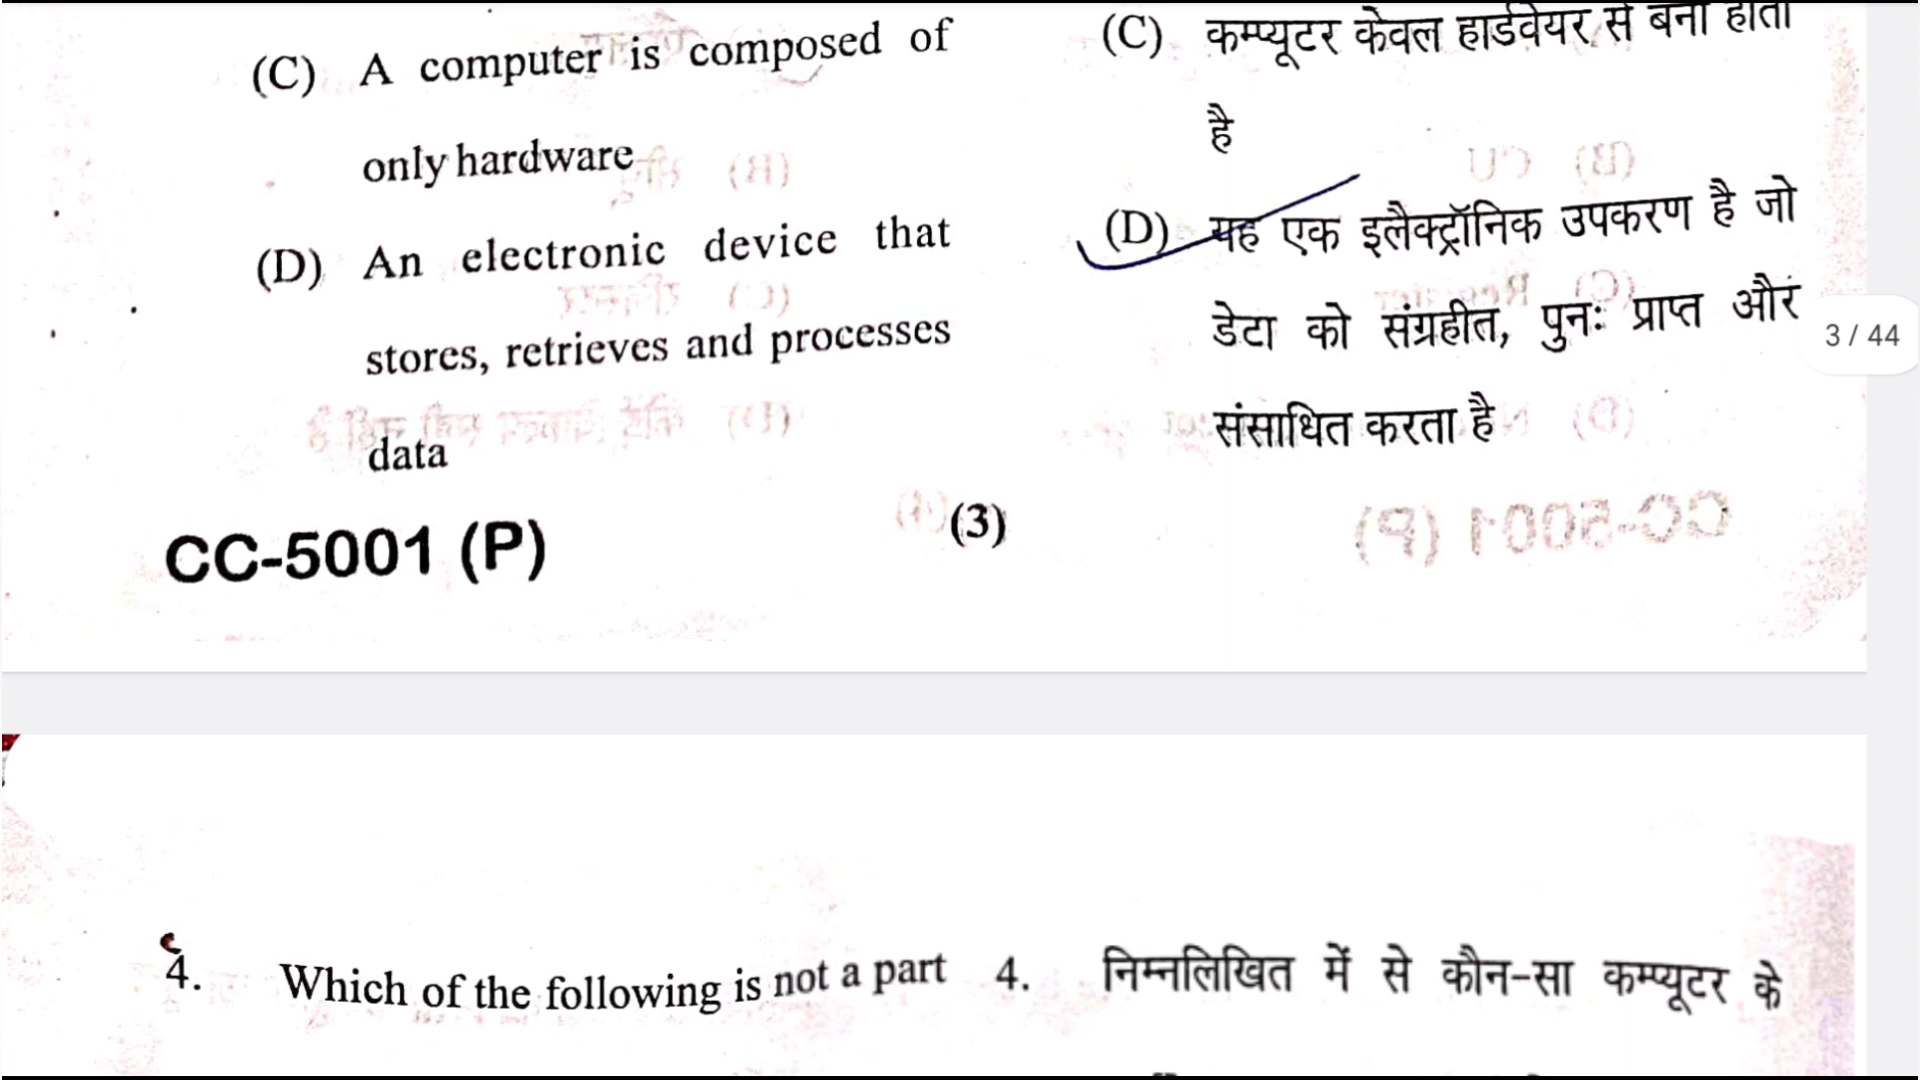 (C) A computer is composed of
only hardware
(D) An electronic device that
stores, retrieves and processes
data
(C) कम्प्यूटर केवल हार्डवेयर से बना होता
है
(D) यह एक इलैक्ट्रॉनिक उपकरण है जो
डेटा को संग्रहीत, पुनः प्राप्त और
संसाधित करता है
3 / 44
CC-5001 (P)
(3)
4. Which of the following is not a part
4. निम्नलिखित में से कौन-सा कम्प्यूटर के